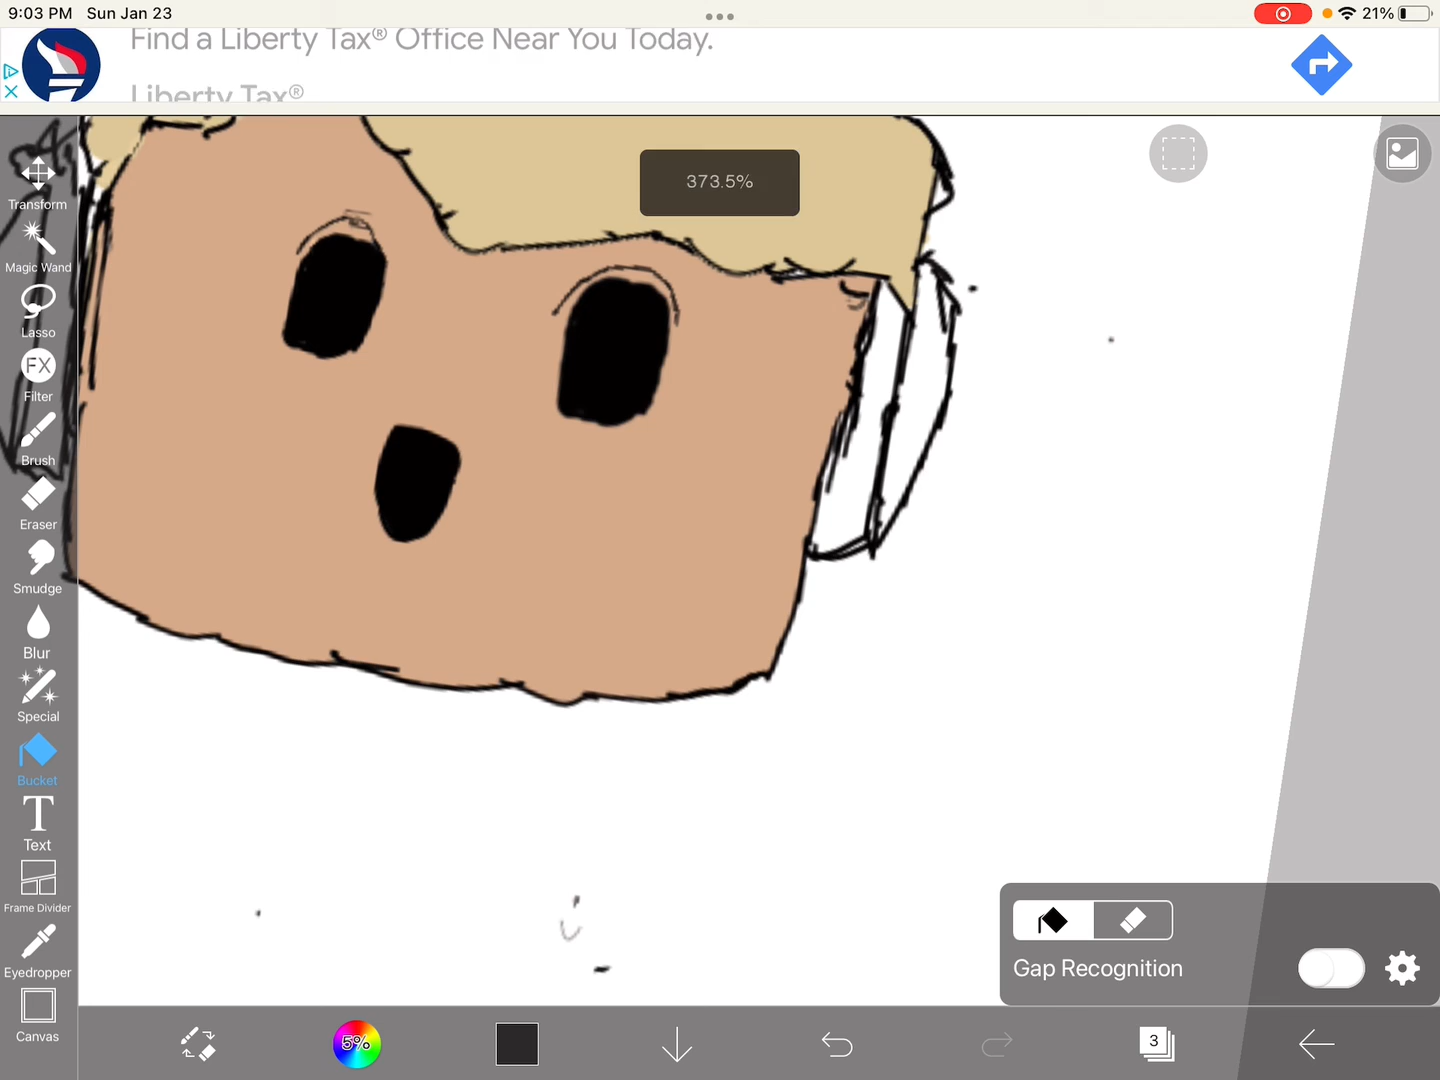 9:03 PM Sun Jan 23
21%
Find a Liberty Tax® Office Near You Today.
Liberty Tax®
373.5%
Transform
Magic Wand
Lasso
FX
Filter
Brush
Eraser
Smudge
Blur
Special
Bucket
T
Text
Frame Divider
Eyedropper
Canvas
Gap Recognition
5%
3